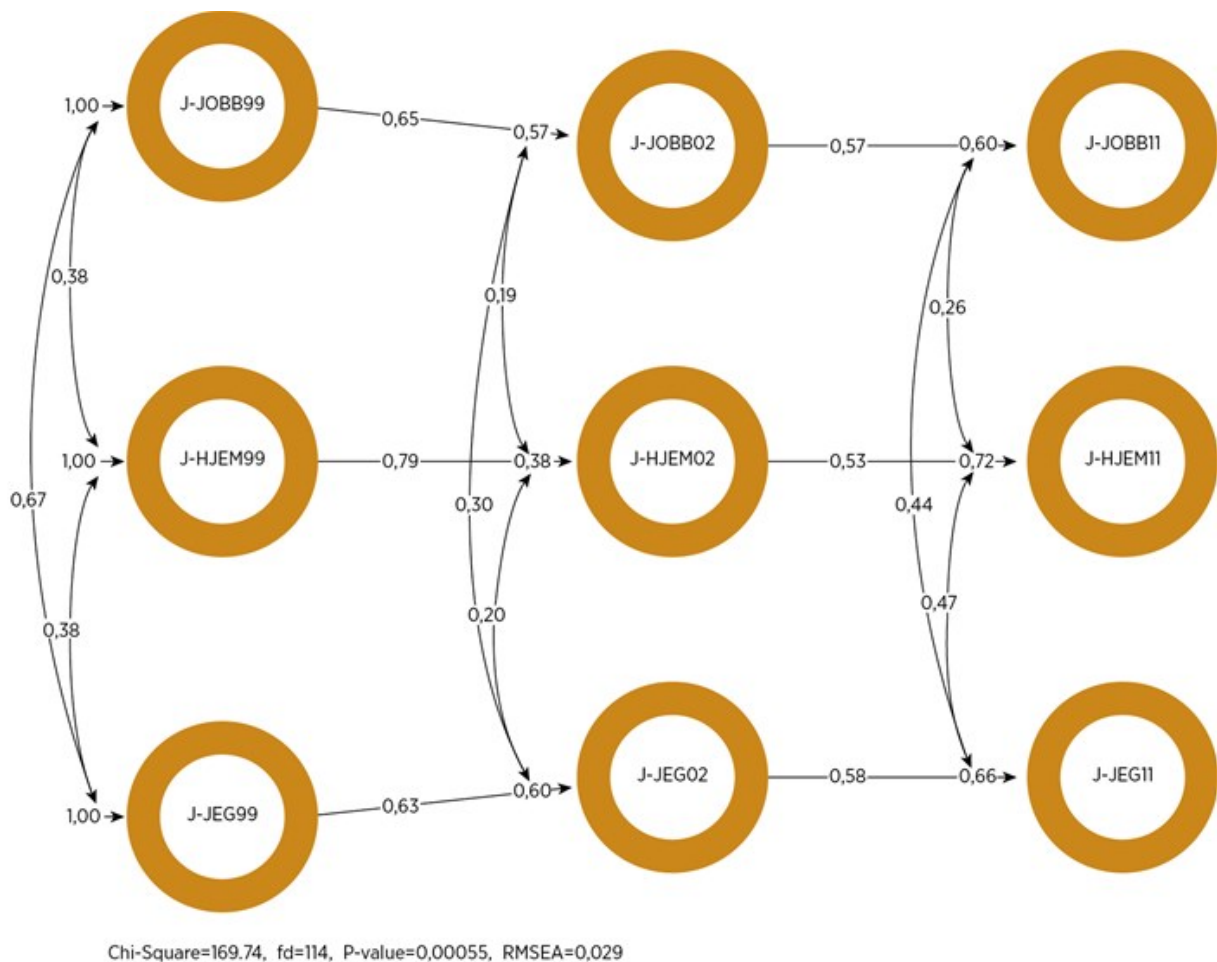 1,00
J-JOBB99
0,65
0,57
J-JOBB02
0,57
0,60
J-JOBB11
0,38
0,19
0,26
1,00
J-HJEM99
0,79
0,38
J-HJEM02
0,53
0,72
J-HJEM11
0,67
0,30
0,44
0,38
0,20
0,47
1,00
J-JEG99
0,63
0,60
J-JEG02
0,58
0,66
J-JEG11
Chi-Square=169.74, fd=114, P-value=0,00055, RMSEA=0,029